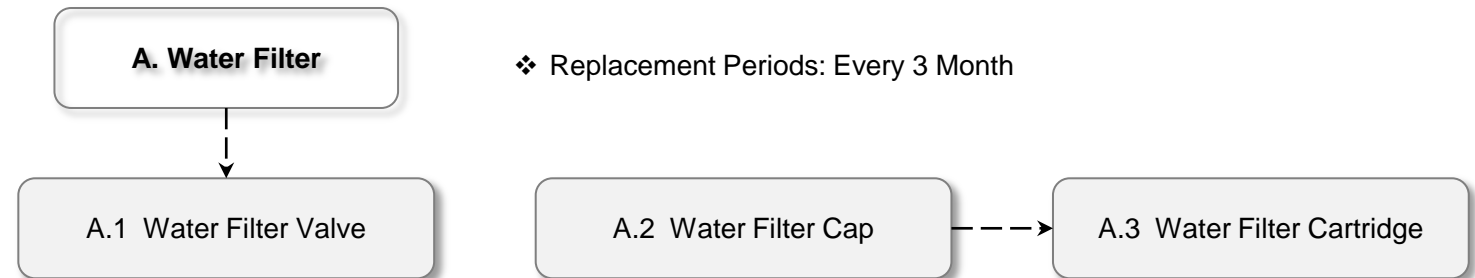 A. Water Filter
❖ Replacement Periods: Every 3 Month
A.1 Water Filter Valve
A.2 Water Filter Cap
A.3 Water Filter Cartridge